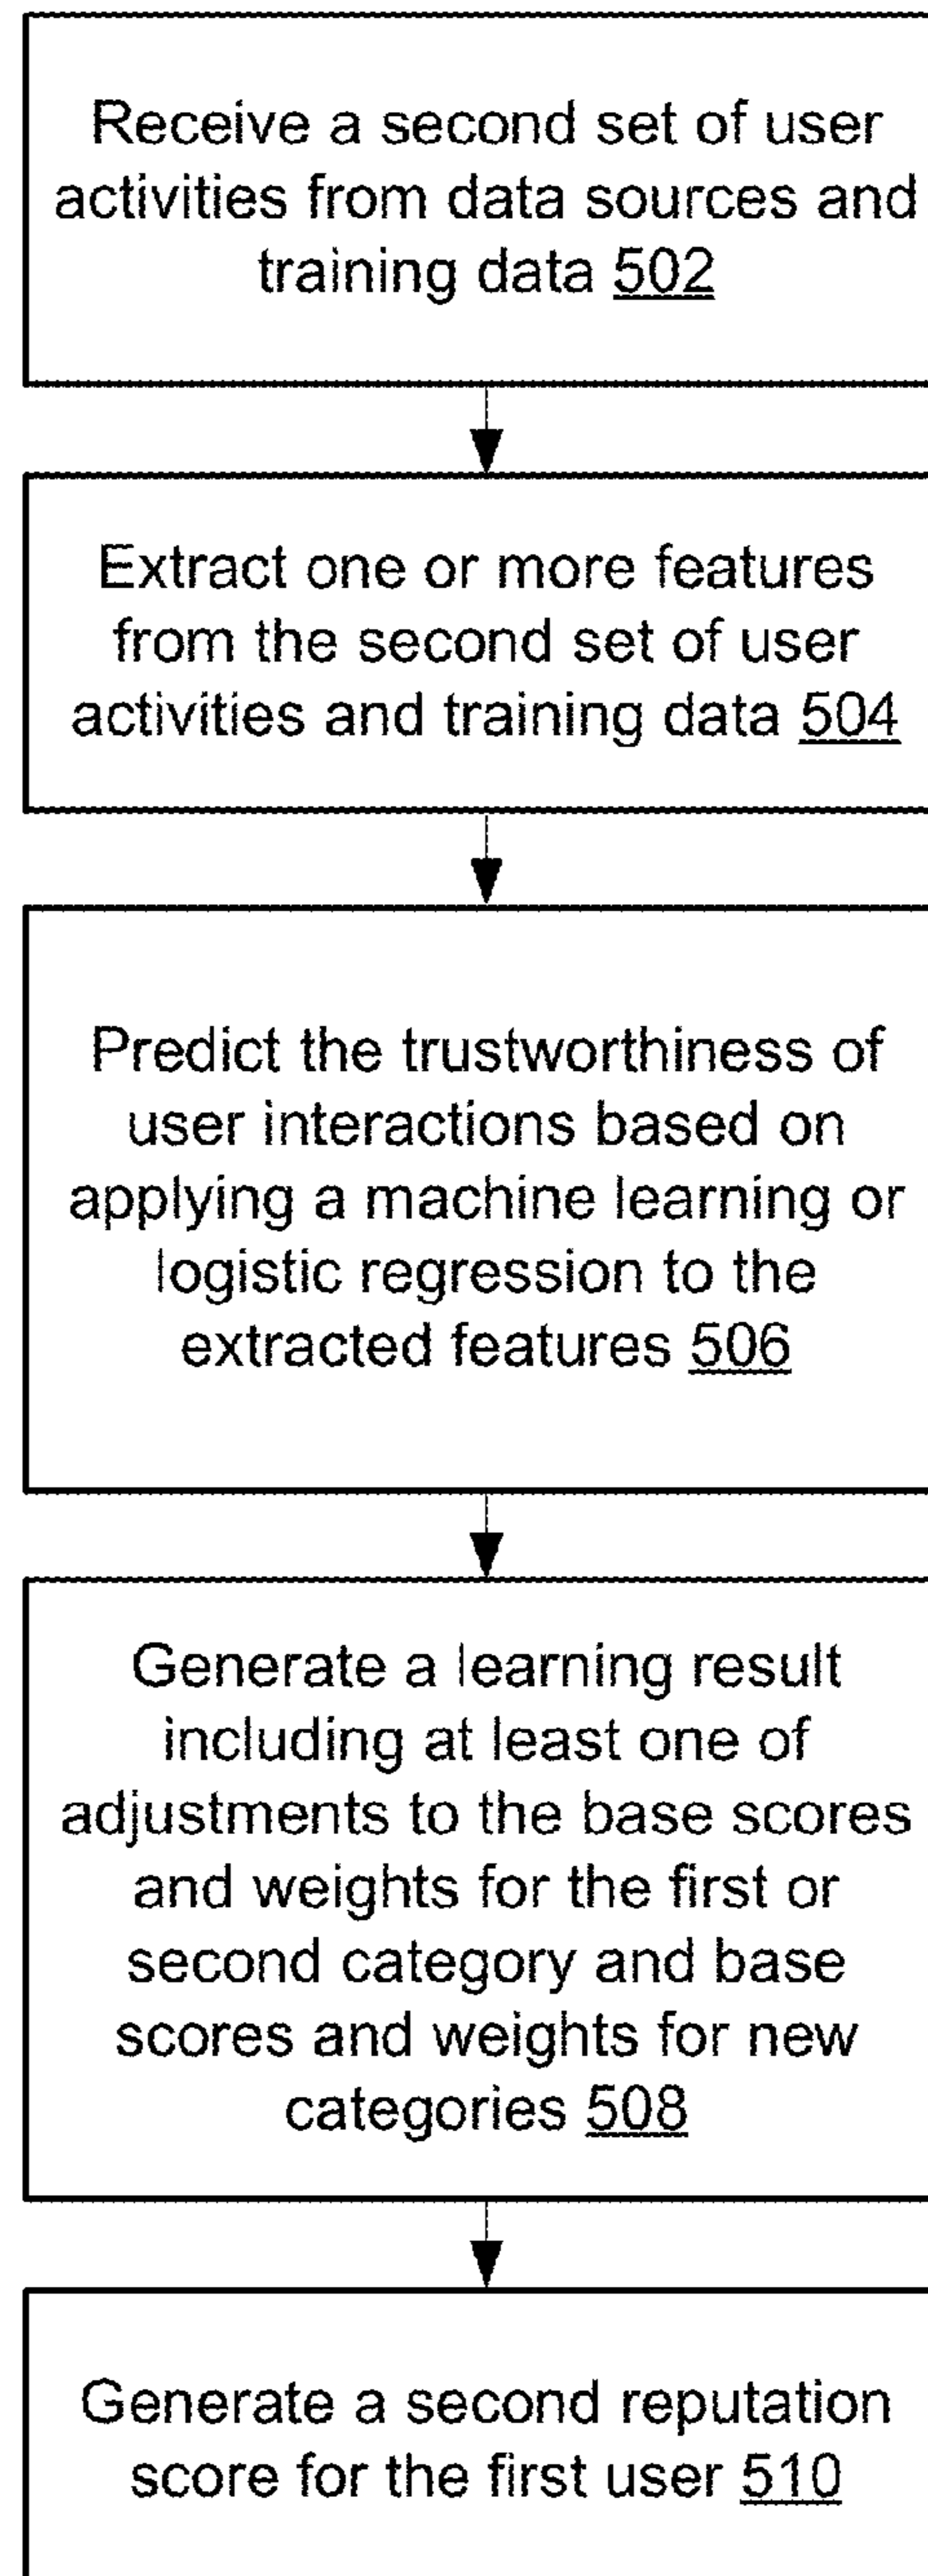 Receive a second set of user
activities from data sources and
training data 502
Extract one or more features
from the second set of user
activities and training data 504
Predict the trustworthiness of
user interactions based on
applying a machine learning or
logistic regression to the
extracted features 506
Generate a learning result
including at least one of
adjustments to the base scores
and weights for the first or
second category and base
scores and weights for new
categories 508
Generate a second reputation
score for the first user 510